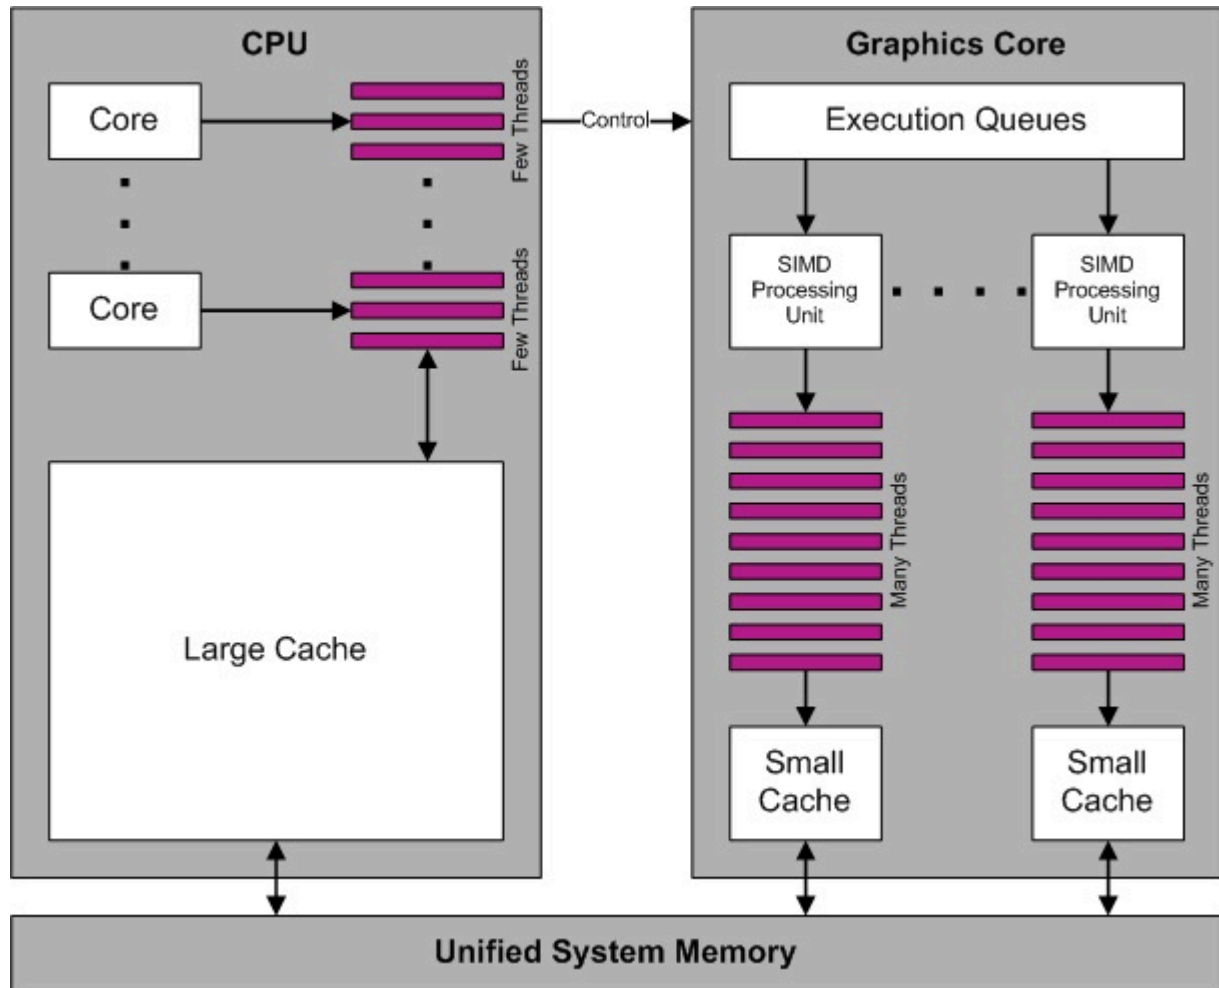 CPU
Core
Few Threads
Core
Few Threads
Large Cache
Control
Graphics Core
Execution Queues
SIMD
Processing
Unit
SIMD
Processing
Unit
Many Threads
Many Threads
Small
Cache
Small
Cache
Unified System Memory